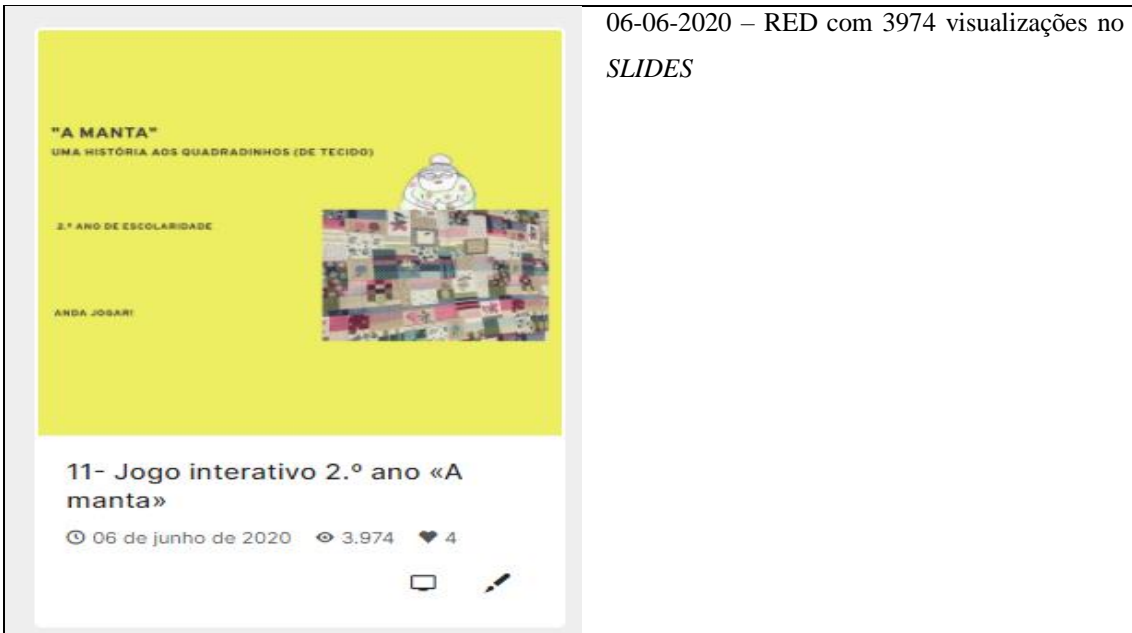 "A MANTA"
UMA HISTÓRIA AOS QUADRADINHOS (DE TECIDO)
2.º ANO DE ESCOLARIDADE
ANDA JOGAR!
11- Jogo interativo 2.º ano «A
manta»
06 de junho de 2020 3.974 4
06-06-2020 – RED com 3974 visualizações no
SLIDES